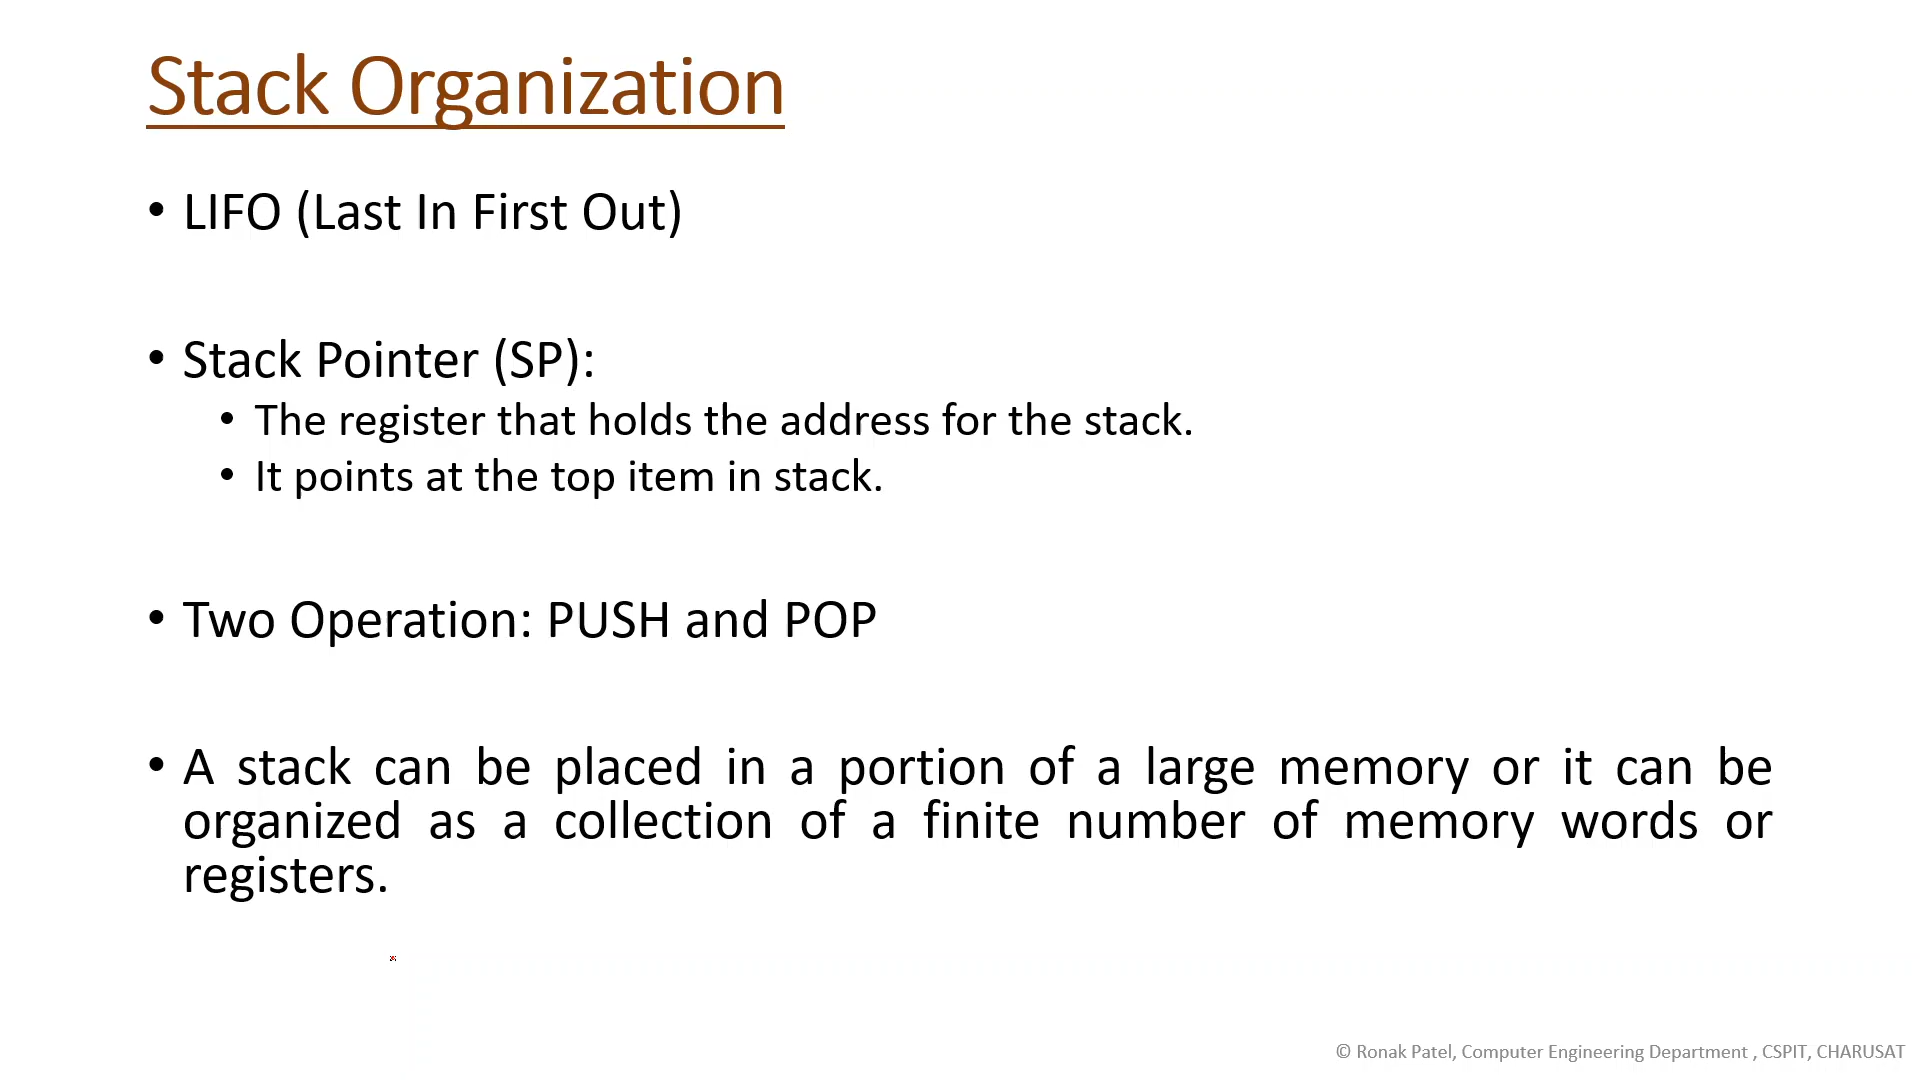 Stack Organization
• LIFO (Last In First Out)
• Stack Pointer (SP):
• The register that holds the address for the stack.
• It points at the top item in stack.
• Two Operation: PUSH and POP
• A stack can be placed in a portion of a large memory or it can be
organized as a collection of a finite number of memory words or
registers.
© Ronak Patel, Computer Engineering Department , CSPIT, CHARUSAT